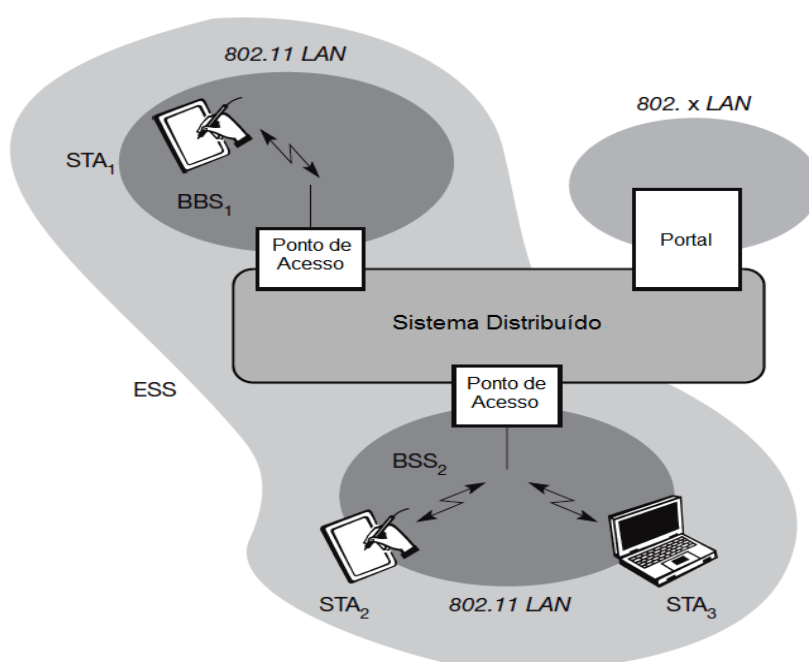 802.11 LAN
802. x LAN
STA1
BBS1
Ponto de
Acesso
Portal
Sistema Distribuído
ESS
Ponto de
Acesso
BSS2
STA2
802.11 LAN
STA3